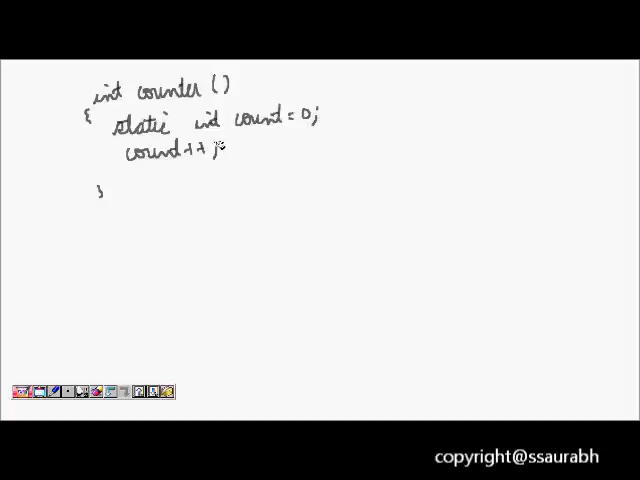 int counter ()
{ static int count = 0;
count++;
}
copyright@ssaurabh